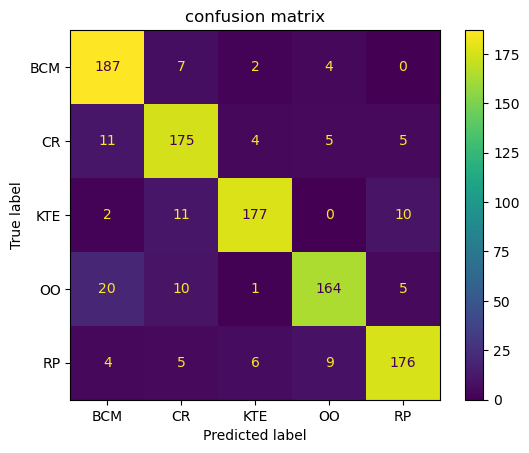 confusion matrix
True label
BCM 187 7 2 4 0
CR 11 175 4 5 5
KTE 2 11 177 0 10
OO 20 10 1 164 5
RP 4 5 6 9 176
BCM CR KTE OO RP
Predicted label
175
150
125
100
75
50
25
0